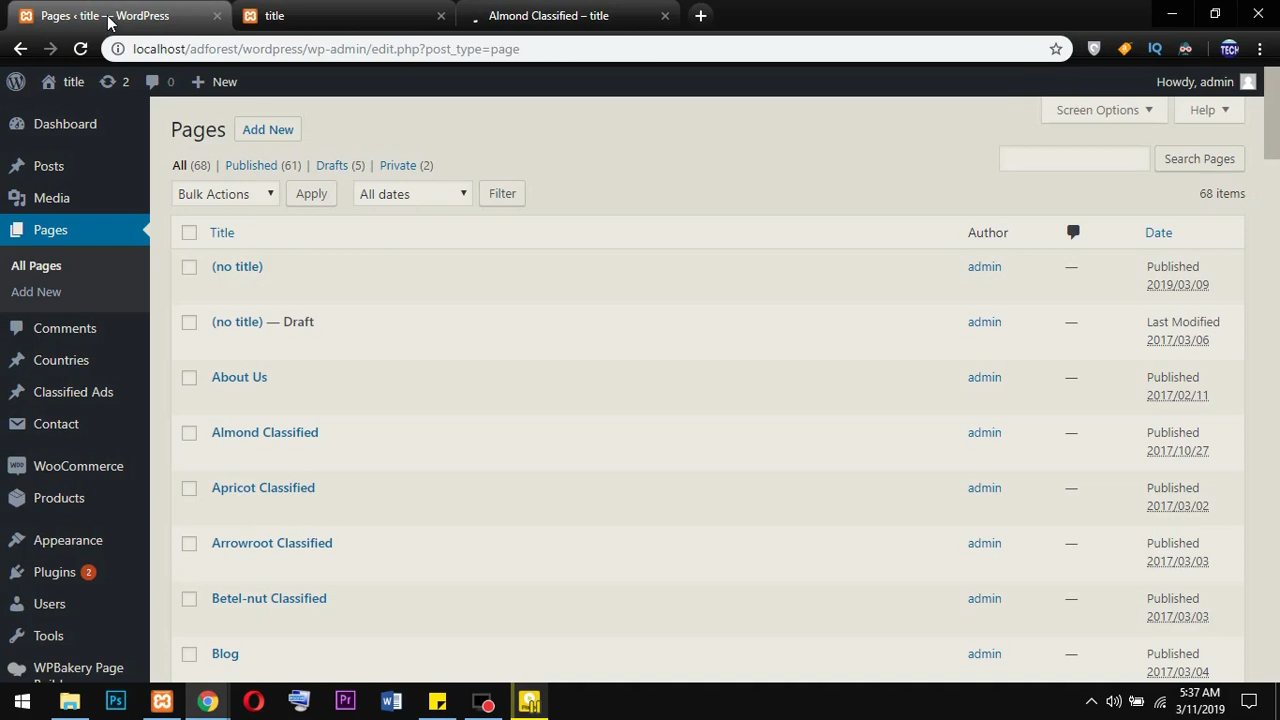 Pages ‹ title — WordPress
title
Almond Classified – title
localhost/adforest/wordpress/wp-admin/edit.php?post_type=page
IQ
TECH
title
2
0
New
Howdy, admin
Dashboard
Posts
Media
Pages
All Pages
Add New
Comments
Countries
Classified Ads
Contact
WooCommerce
Products
Appearance
Plugins 2
Users
Tools
WPBakery Page
Screen Options
Help
Pages
Add New
All (68) | Published (61) | Drafts (5) | Private (2)
Search Pages
Bulk Actions
Apply
All dates
Filter
68 items
Title
Author
Date
(no title)
admin
—
Published
2019/03/09
(no title) — Draft
admin
—
Last Modified
2017/03/06
About Us
admin
—
Published
2017/02/11
Almond Classified
admin
—
Published
2017/10/27
Apricot Classified
admin
—
Published
2017/03/02
Arrowroot Classified
admin
—
Published
2017/03/03
Betel-nut Classified
admin
—
Published
2017/03/03
Blog
admin
—
Published
2017/03/04
Ps
Pr
5:37 AM
3/11/2019